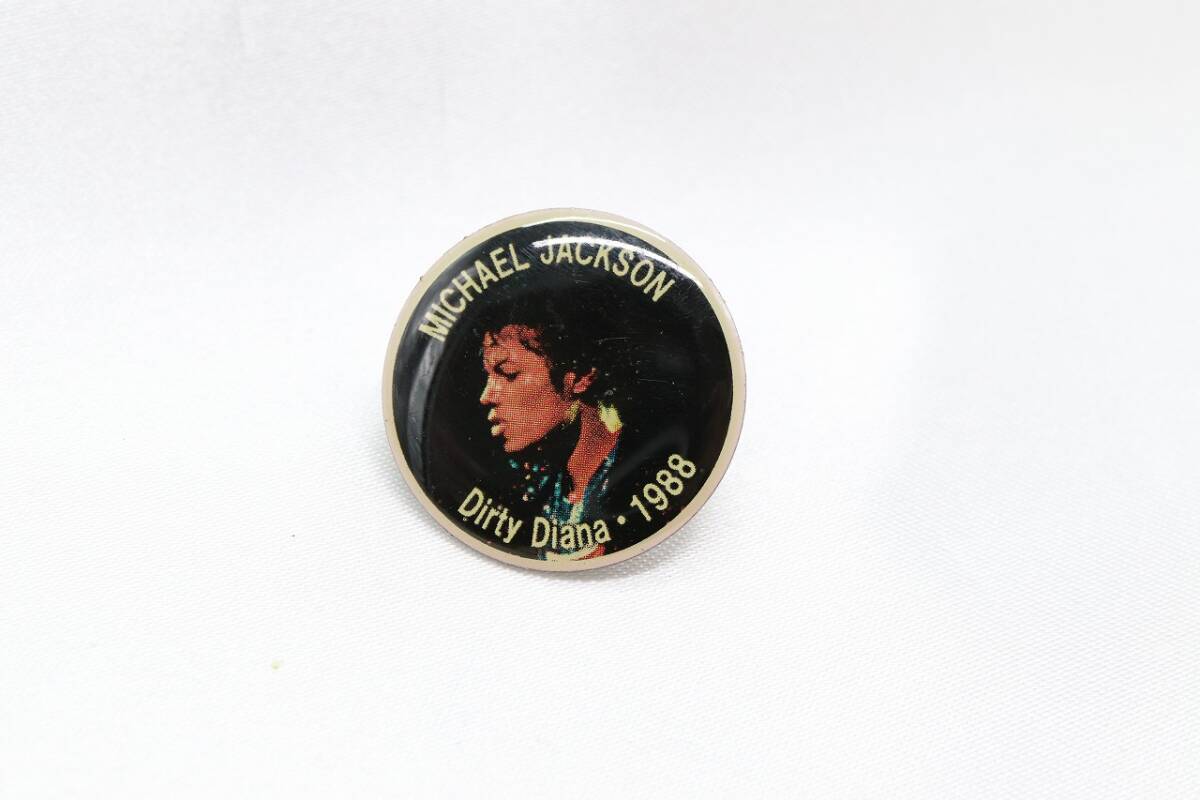 MICHAEL JACKSON
Dirty Diana • 1988